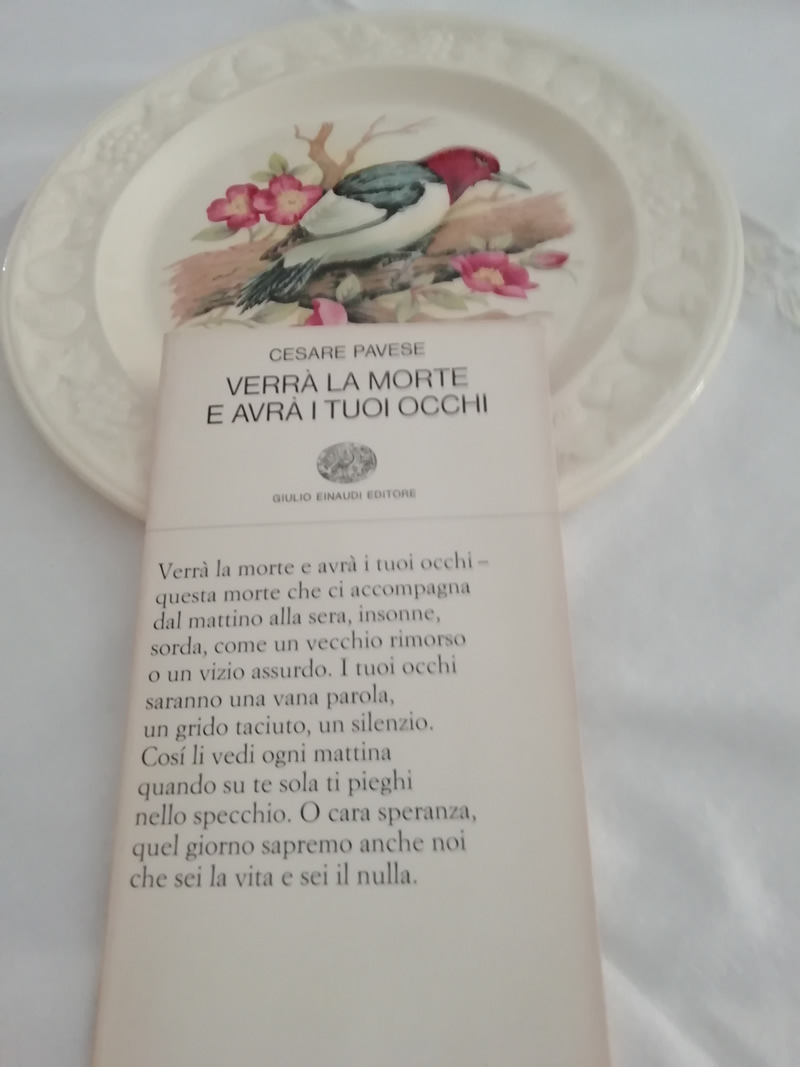 CESARE PAVESE
VERRÀ LA MORTE
E AVRÀ I TUOI OCCHI
GIULIO EINAUDI EDITORE
Verrà la morte e avrà i tuoi occhi –
questa morte che ci accompagna
dal mattino alla sera, insonne,
sorda, come un vecchio rimorso
o un vizio assurdo. I tuoi occhi
saranno una vana parola,
un grido taciuto, un silenzio.
Cosí li vedi ogni mattina
quando su te sola ti pieghi
nello specchio. O cara speranza,
quel giorno sapremo anche noi
che sei la vita e sei il nulla.